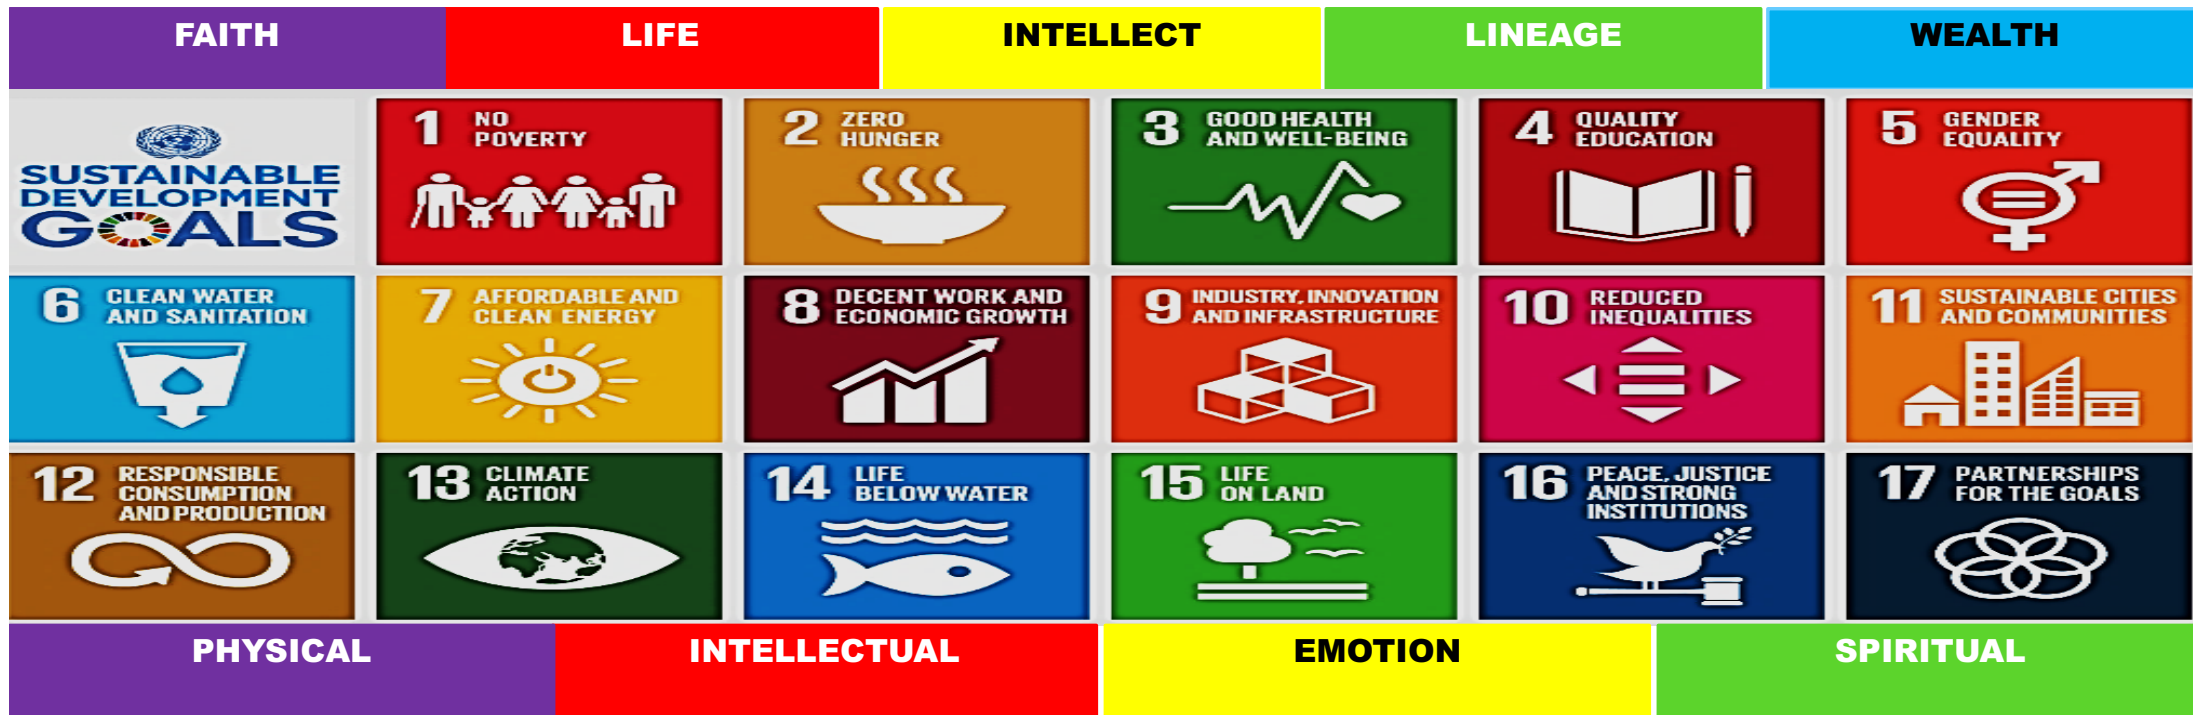 FAITH
LIFE
INTELLECT
LINEAGE
WEALTH
SUSTAINABLE
DEVELOPMENT
GOALS
1 NO
POVERTY
2 ZERO
HUNGER
3 GOOD HEALTH
AND WELL-BEING
4 QUALITY
EDUCATION
5 GENDER
EQUALITY
6 CLEAN WATER
AND SANITATION
7 AFFORDABLE AND
CLEAN ENERGY
8 DECENT WORK AND
ECONOMIC GROWTH
9 INDUSTRY, INNOVATION
AND INFRASTRUCTURE
10 REDUCED
INEQUALITIES
11 SUSTAINABLE CITIES
AND COMMUNITIES
12 RESPONSIBLE
CONSUMPTION
AND PRODUCTION
13 CLIMATE
ACTION
14 LIFE
BELOW WATER
15 LIFE
ON LAND
16 PEACE, JUSTICE
AND STRONG
INSTITUTIONS
17 PARTNERSHIPS
FOR THE GOALS
PHYSICAL
INTELLECTUAL
EMOTION
SPIRITUAL